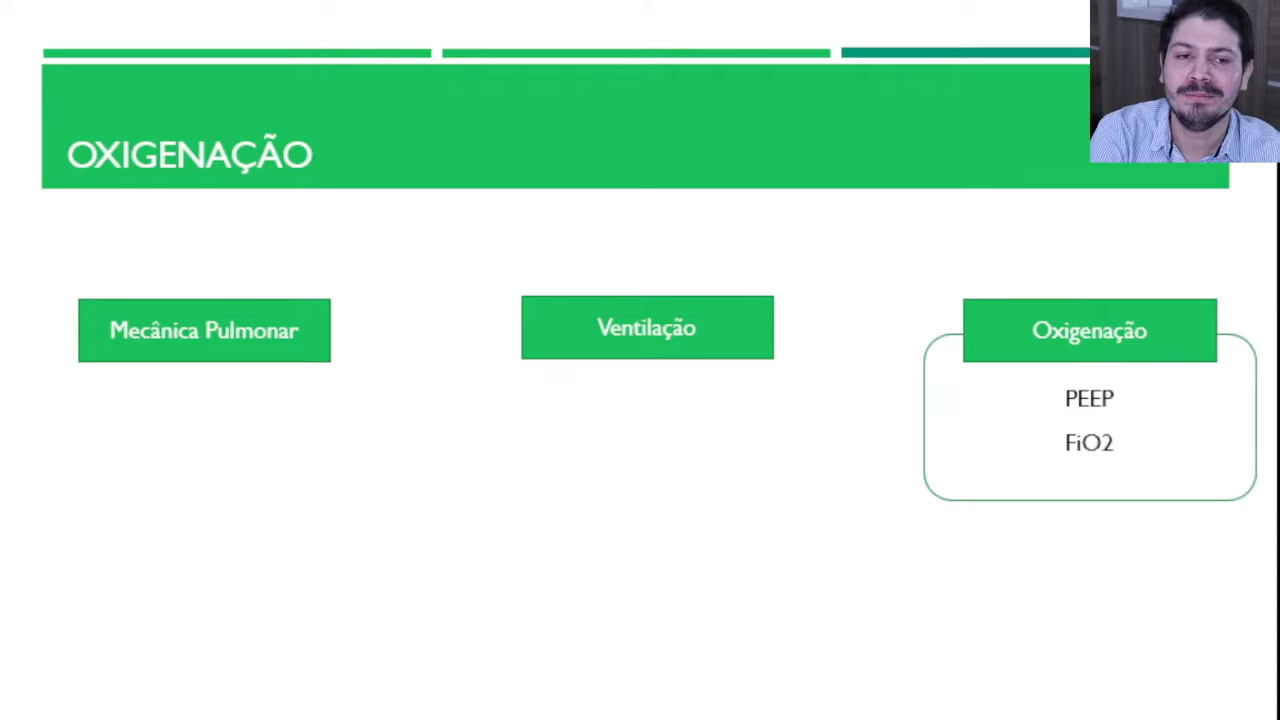 OXIGENAÇÃO
Mecânica Pulmonar
Ventilação
Oxigenação
PEEP
FiO2